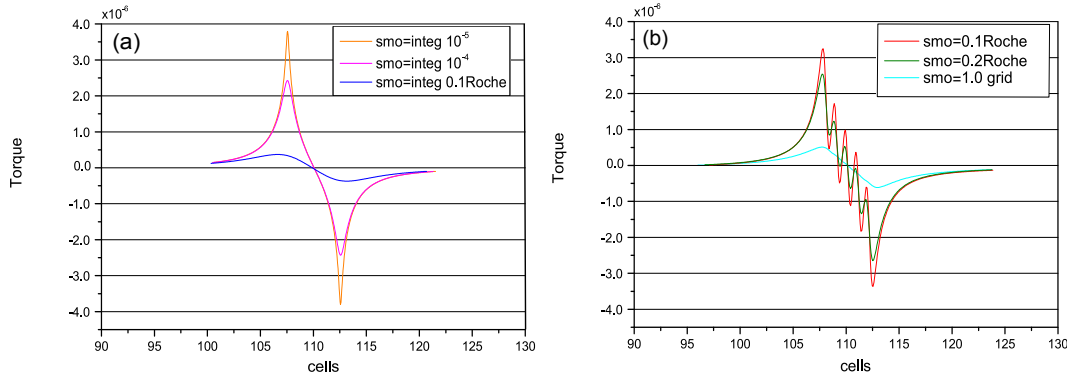 x10⁻⁶
(a)
smo=integ 10⁻⁵
smo=integ 10⁻⁴
smo=integ 0.1Roche
4.0
3.0
2.0
1.0
0.0
-1.0
-2.0
-3.0
-4.0
Torque
90 95 100 105 110 115 120 125 130
cells
x10⁻⁶
(b)
smo=0.1Roche
smo=0.2Roche
smo=1.0 grid
4.0
3.0
2.0
1.0
0.0
-1.0
-2.0
-3.0
-4.0
Torque
90 95 100 105 110 115 120 125 130
cells